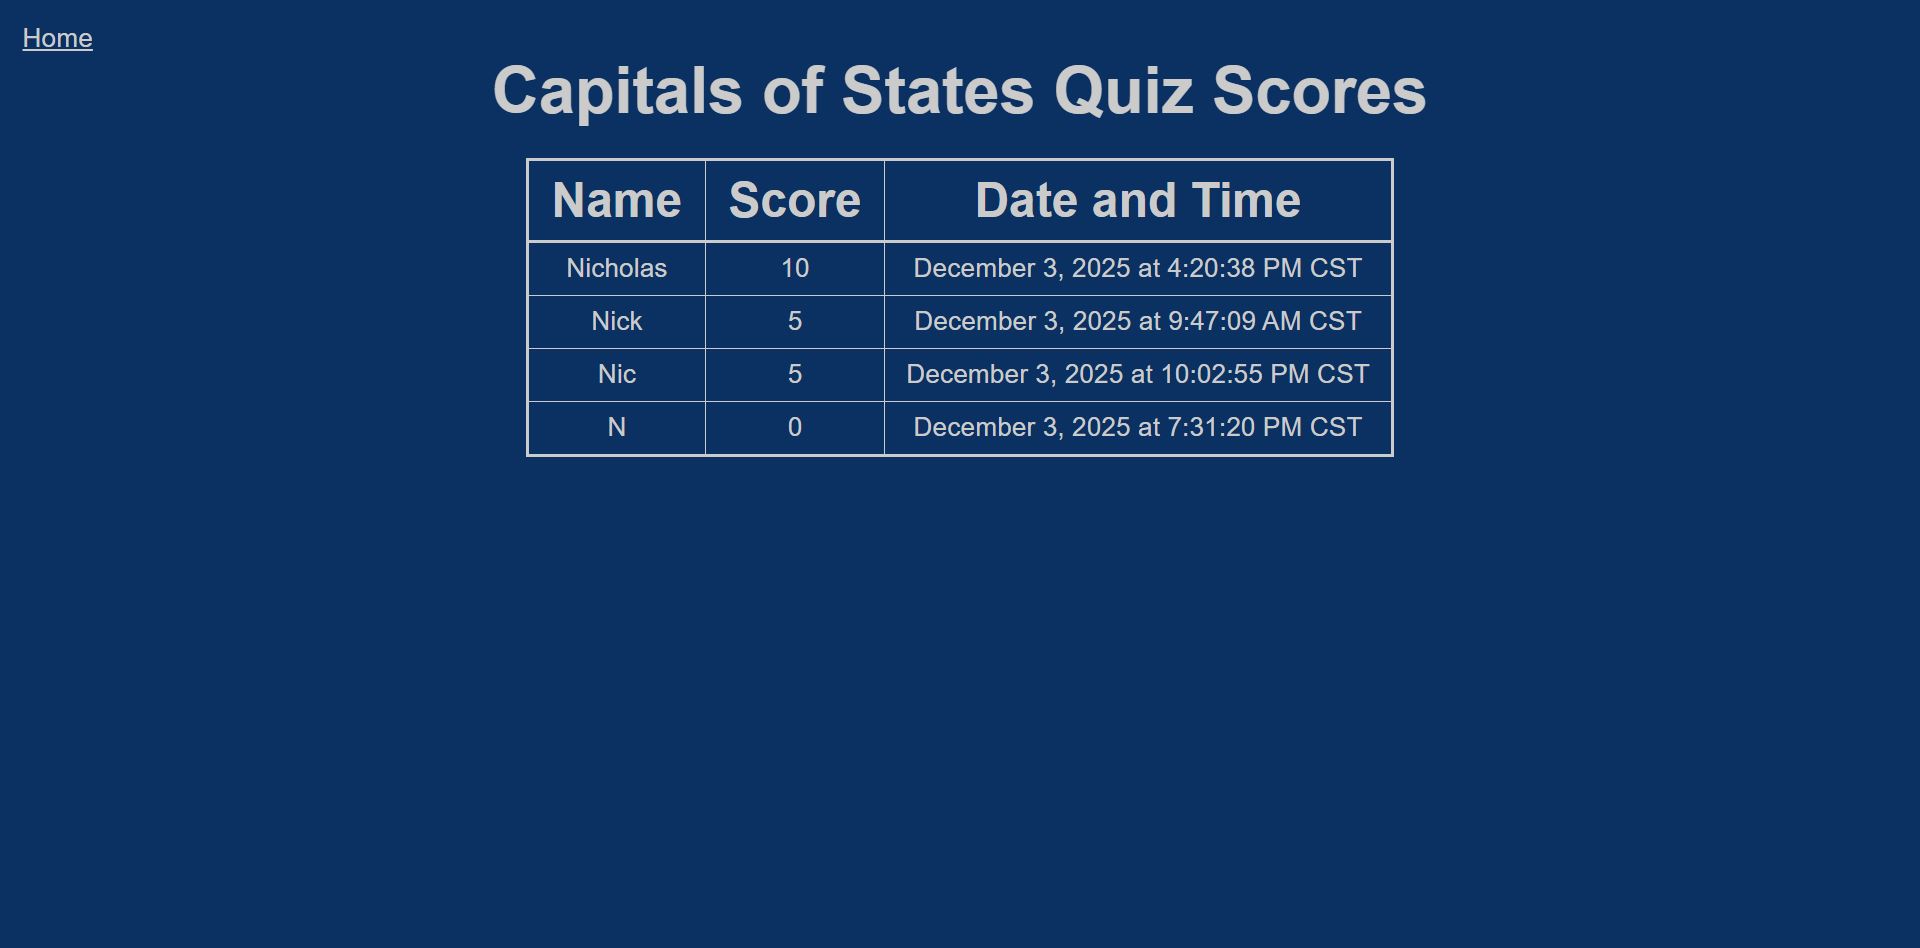 Home
Capitals of States Quiz Scores
Name Score Date and Time
Nicholas 10 December 3, 2025 at 4:20:38 PM CST
Nick 5 December 3, 2025 at 9:47:09 AM CST
Nic 5 December 3, 2025 at 10:02:55 PM CST
N 0 December 3, 2025 at 7:31:20 PM CST